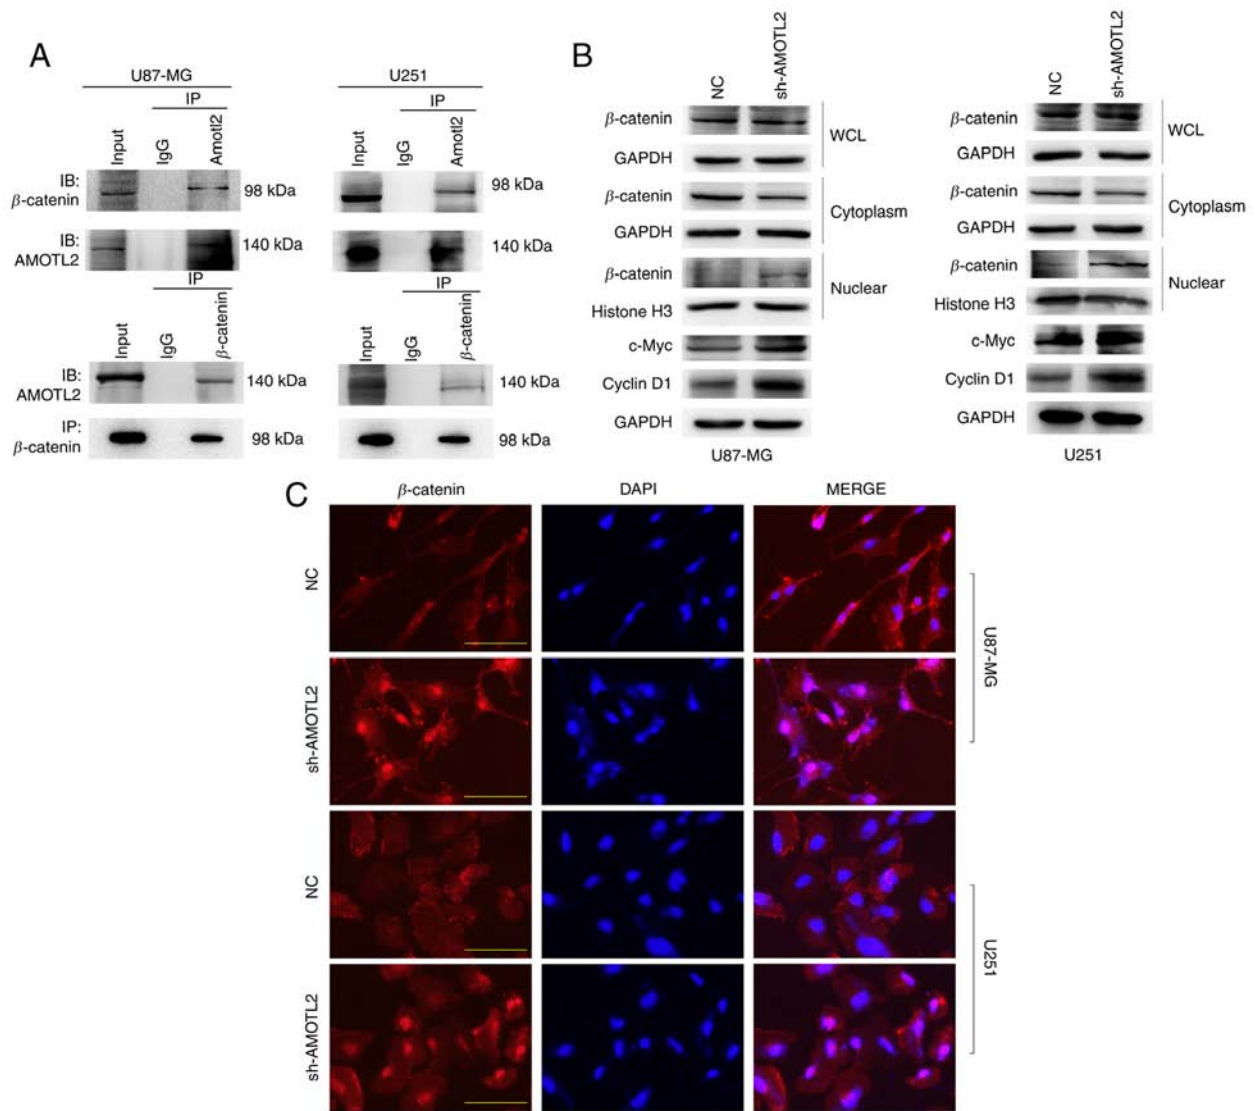 A
U87-MG
IP
Input
IgG
Amotl2
IB:
β-catenin
98 kDa
IB:
AMOTL2
140 kDa
IP
Input
IgG
β-catenin
IB:
AMOTL2
140 kDa
IP:
β-catenin
98 kDa
U251
IP
Input
IgG
Amotl2
98 kDa
140 kDa
IP
Input
IgG
β-catenin
140 kDa
98 kDa
B
NC
sh-AMOTL2
β-catenin
GAPDH
WCL
β-catenin
GAPDH
Cytoplasm
β-catenin
Histone H3
Nuclear
c-Myc
Cyclin D1
GAPDH
U87-MG
NC
sh-AMOTL2
β-catenin
GAPDH
WCL
β-catenin
GAPDH
Cytoplasm
β-catenin
Histone H3
Nuclear
c-Myc
Cyclin D1
GAPDH
U251
C
β-catenin
DAPI
MERGE
NC
sh-AMOTL2
U87-MG
NC
sh-AMOTL2
U251